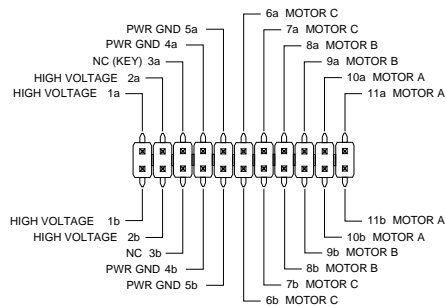 6a MOTOR C
PWR GND 5a
7a MOTOR C
PWR GND 4a
8a MOTOR B
NC (KEY) 3a
9a MOTOR B
HIGH VOLTAGE 2a
10a MOTOR A
HIGH VOLTAGE 1a
11a MOTOR A
HIGH VOLTAGE 1b
11b MOTOR A
HIGH VOLTAGE 2b
10b MOTOR A
NC 3b
9b MOTOR B
PWR GND 4b
8b MOTOR B
PWR GND 5b
7b MOTOR C
6b MOTOR C